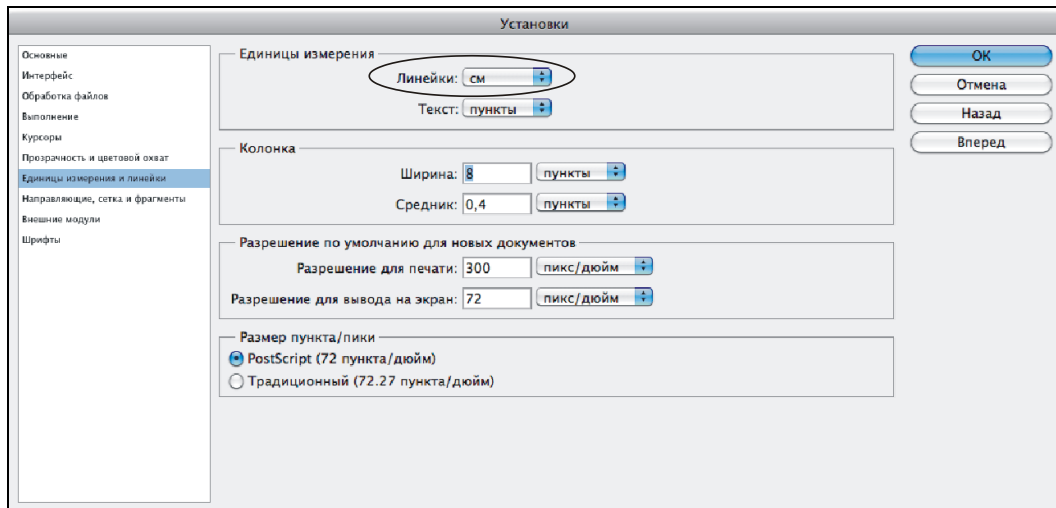 Установки
Основные
Интерфейс
Обработка файлов
Выполнение
Курсоры
Прозрачность и цветовой охват
Единицы измерения и линейки
Направляющие, сетка и фрагменты
Внешние модули
Шрифты
Единицы измерения
Линейки: см
Текст: пункты
Колонка
Ширина: 8 пункты
Средник: 0,4 пункты
Разрешение по умолчанию для новых документов
Разрешение для печати: 300 пикс/дюйм
Разрешение для вывода на экран: 72 пикс/дюйм
Размер пункта/пики
PostScript (72 пункта/дюйм)
Традиционный (72.27 пункта/дюйм)
OK
Отмена
Назад
Вперед